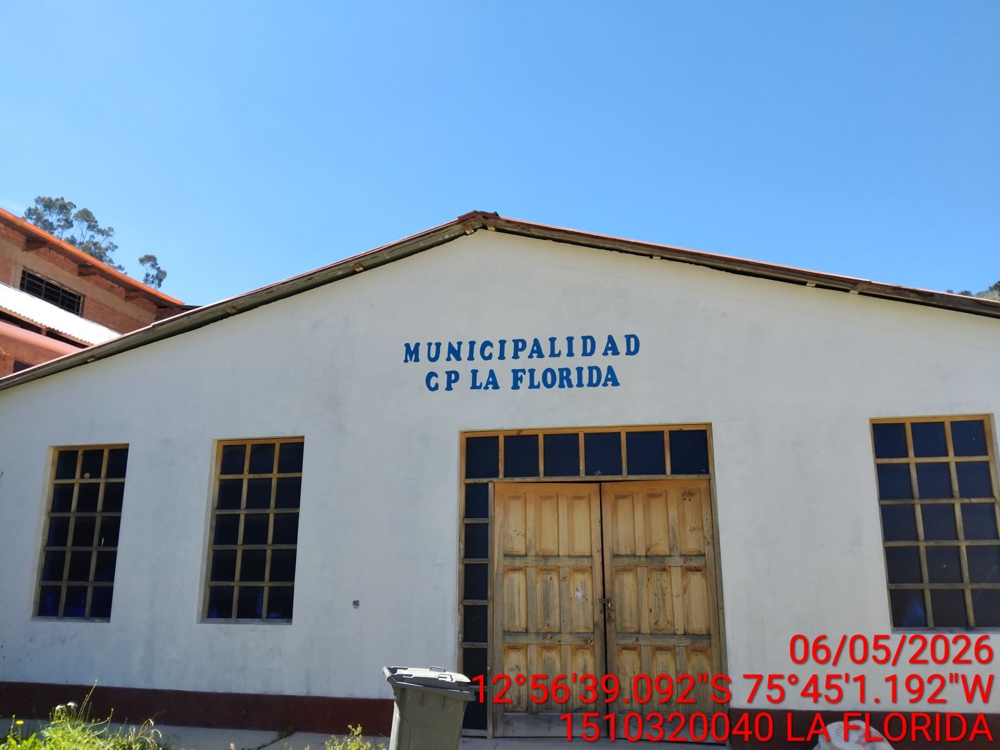 MUNICIPALIDAD
CP LA FLORIDA
06/05/2026
12°56'39.092"S 75°45'1.192"W
1510320040 LA FLORIDA